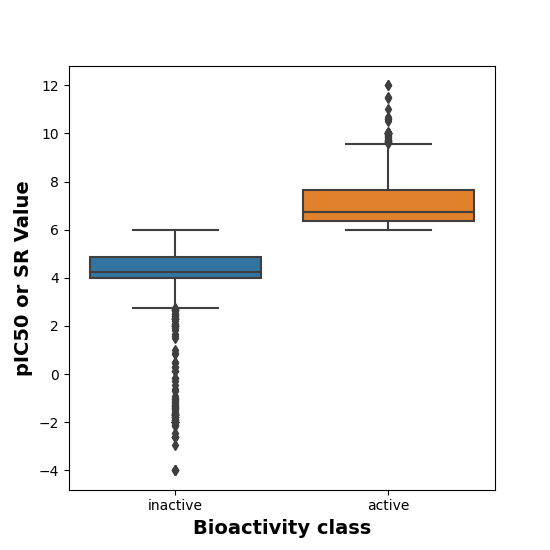 pIC50 or SR Value
12
10
8
6
4
2
0
−2
−4
inactive
active
Bioactivity class